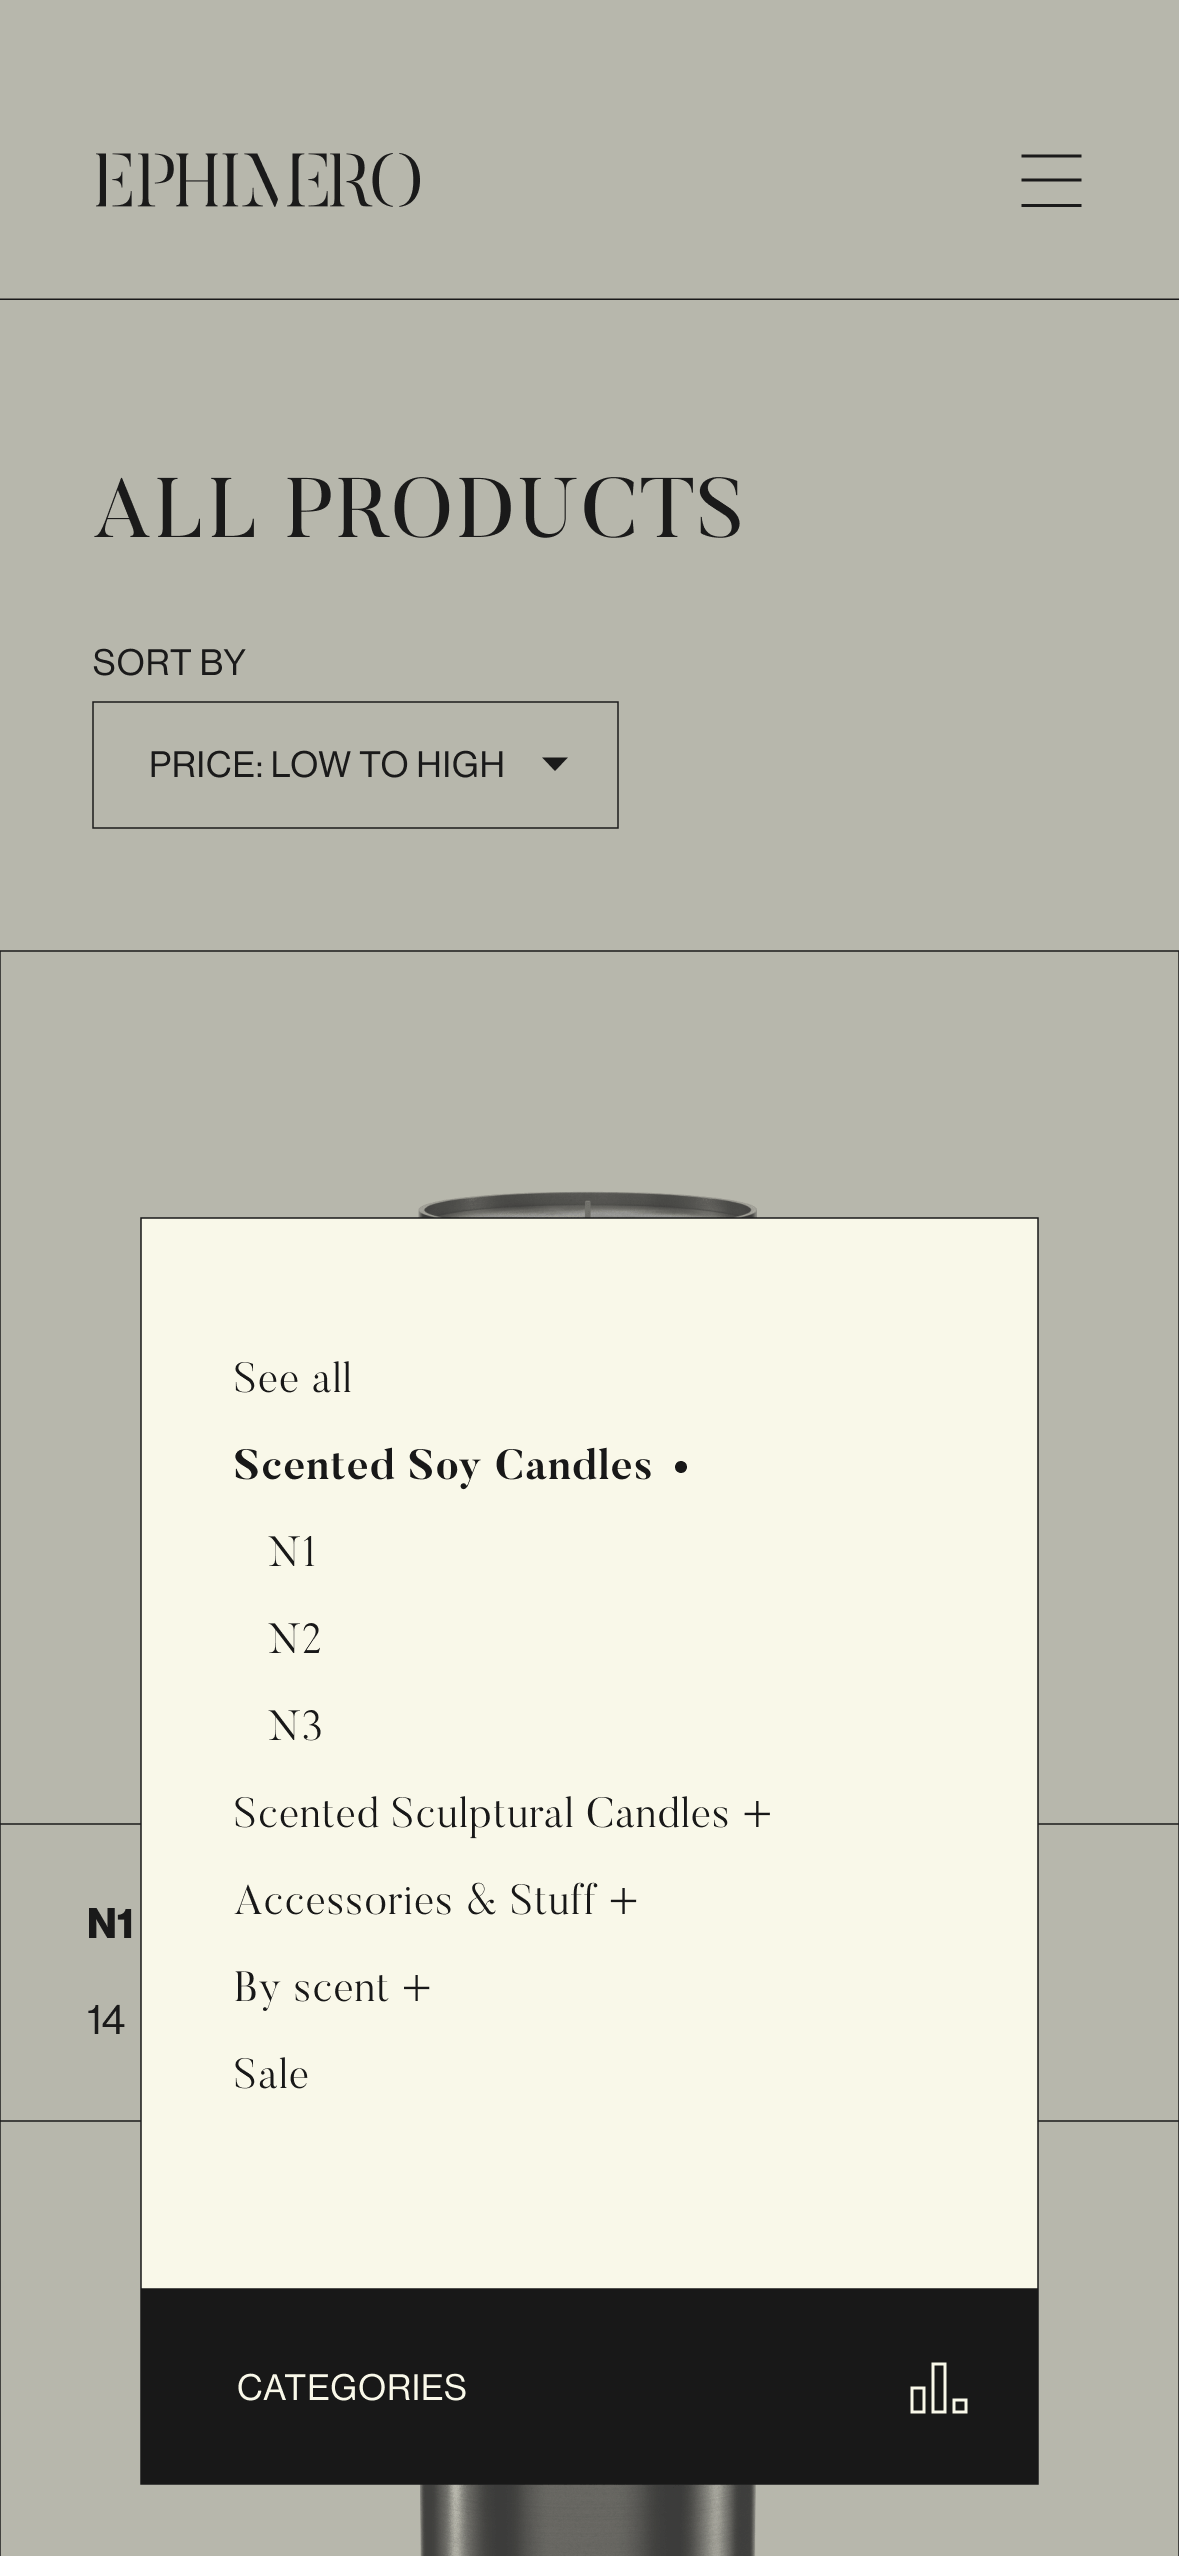 EPHIMERO
ALL PRODUCTS
SORT BY
PRICE: LOW TO HIGH
See all
Scented Soy Candles •
N1
N2
N3
Scented Sculptural Candles +
Accessories & Stuff +
By scent +
Sale
N1
14
CATEGORIES